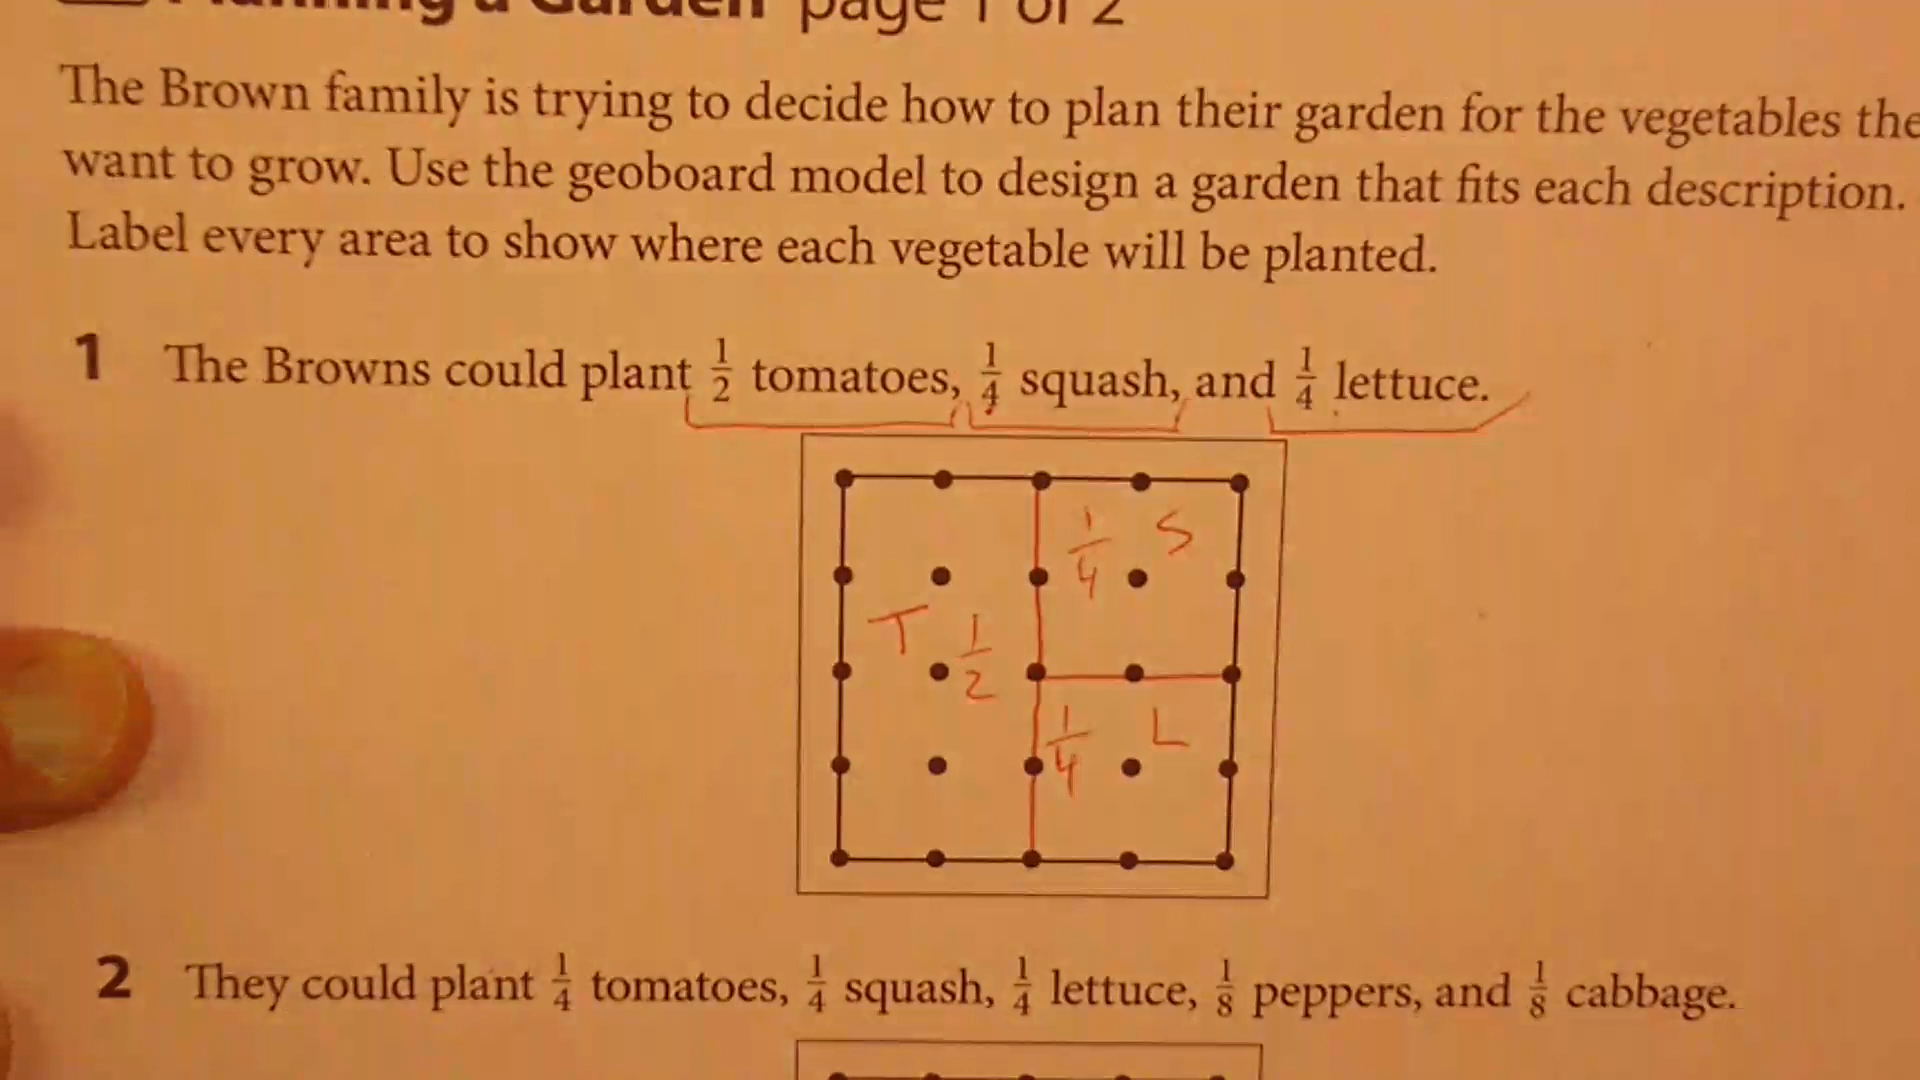 Planning a Garden page 1 of 2
The Brown family is trying to decide how to plan their garden for the vegetables the
want to grow. Use the geoboard model to design a garden that fits each description.
Label every area to show where each vegetable will be planted.
1 The Browns could plant 1/2 tomatoes, 1/4 squash, and 1/4 lettuce.
1/4 S
T 1/2
1/4 L
2 They could plant 1/4 tomatoes, 1/4 squash, 1/4 lettuce, 1/8 peppers, and 1/8 cabbage.